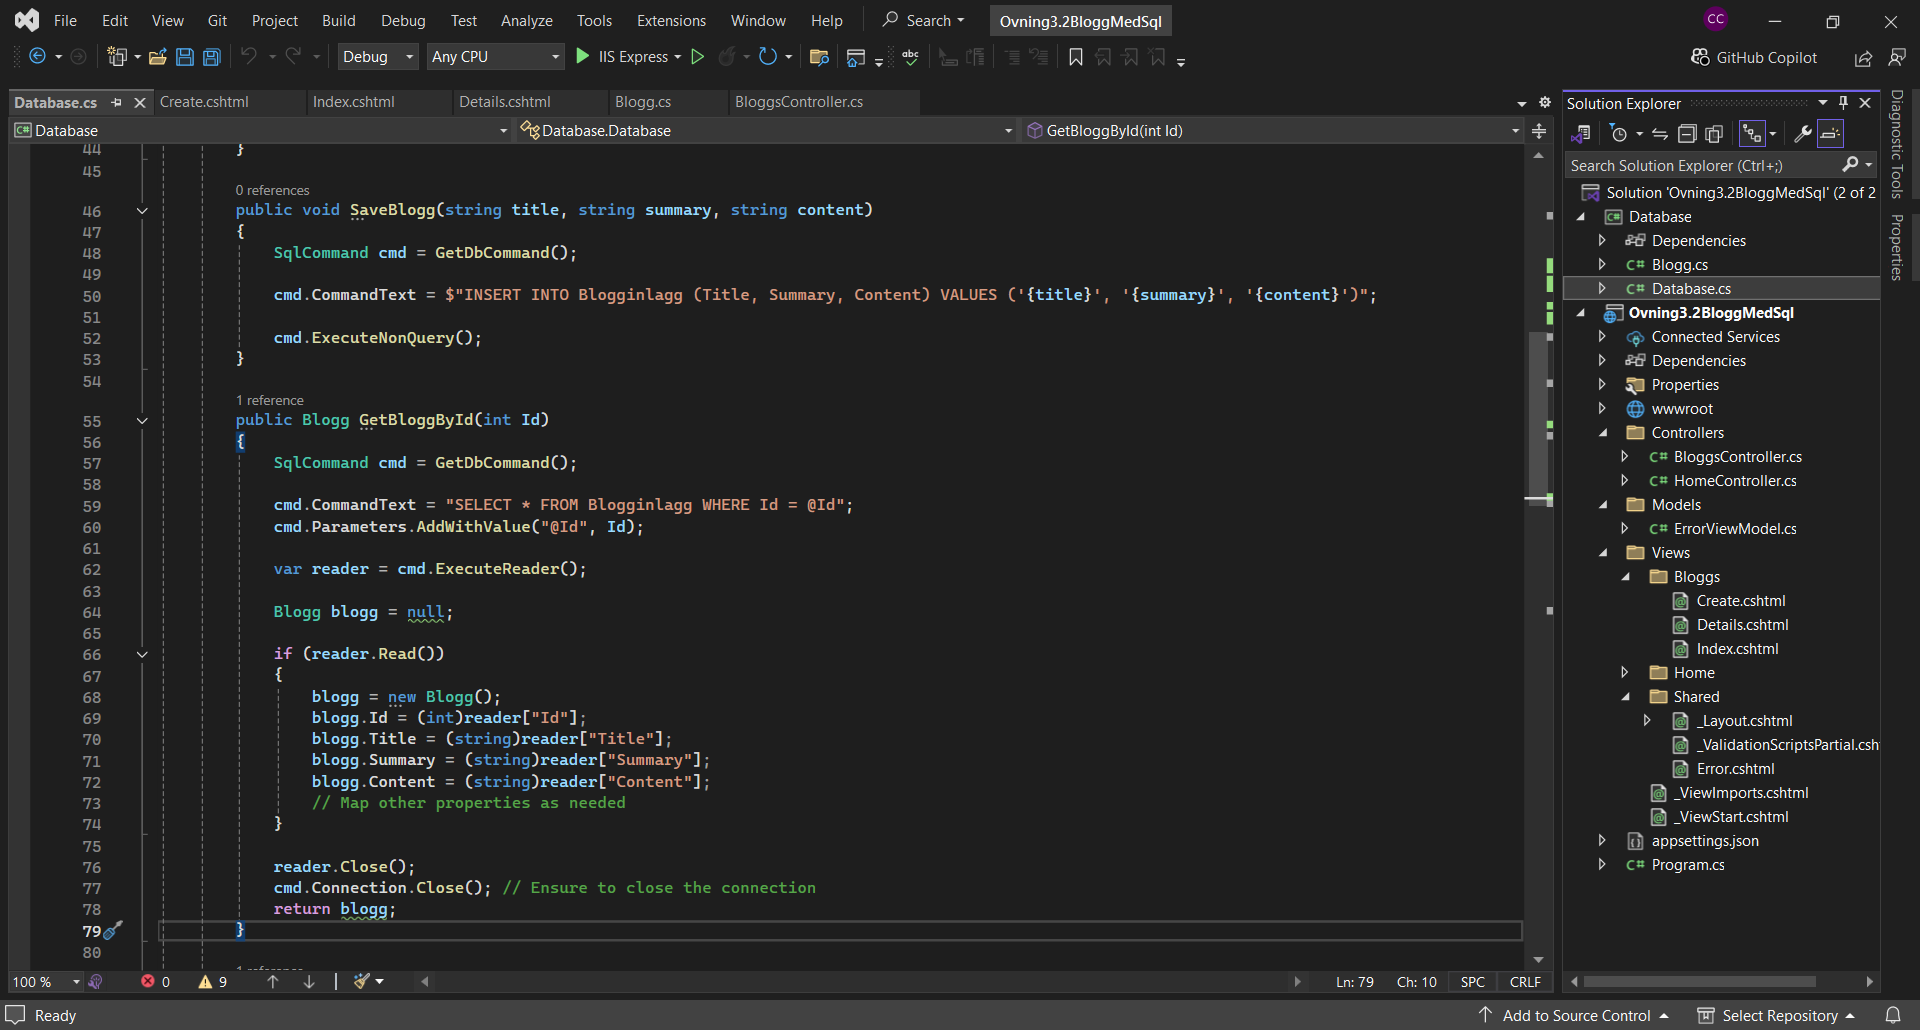 File Edit View Git Project Build Debug Test Analyze Tools Extensions Window Help Search Ovning3.2BloggMedSql CC
Debug Any CPU IIS Express abc GitHub Copilot
Database.cs Create.cshtml Index.cshtml Details.cshtml Blogg.cs BloggsController.cs
Database Database.Database GetBloggById(int Id)
44 }
45
0 references
46 public void SaveBlogg(string title, string summary, string content)
47 {
48 SqlCommand cmd = GetDbCommand();
49
50 cmd.CommandText = $"INSERT INTO Blogginlagg (Title, Summary, Content) VALUES ('{title}', '{summary}', '{content}')";
51
52 cmd.ExecuteNonQuery();
53 }
54
1 reference
55 public Blogg GetBloggById(int Id)
56 {
57 SqlCommand cmd = GetDbCommand();
58
59 cmd.CommandText = "SELECT * FROM Blogginlagg WHERE Id = @Id";
60 cmd.Parameters.AddWithValue("@Id", Id);
61
62 var reader = cmd.ExecuteReader();
63
64 Blogg blogg = null;
65
66 if (reader.Read())
67 {
68 blogg = new Blogg();
69 blogg.Id = (int)reader["Id"];
70 blogg.Title = (string)reader["Title"];
71 blogg.Summary = (string)reader["Summary"];
72 blogg.Content = (string)reader["Content"];
73 // Map other properties as needed
74 }
75
76 reader.Close();
77 cmd.Connection.Close(); // Ensure to close the connection
78 return blogg;
79 }
80
100 % 0 9 Ln: 79 Ch: 10 SPC CRLF
Solution Explorer
Search Solution Explorer (Ctrl+;)
Solution 'Ovning3.2BloggMedSql' (2 of 2
Database
Dependencies
Blogg.cs
Database.cs
Ovning3.2BloggMedSql
Connected Services
Dependencies
Properties
wwwroot
Controllers
BloggsController.cs
HomeController.cs
Models
ErrorViewModel.cs
Views
Bloggs
Create.cshtml
Details.cshtml
Index.cshtml
Home
Shared
_Layout.cshtml
_ValidationScriptsPartial.csh
Error.cshtml
_ViewImports.cshtml
_ViewStart.cshtml
appsettings.json
Program.cs
Diagnostic Tools
Properties
Ready Add to Source Control Select Repository